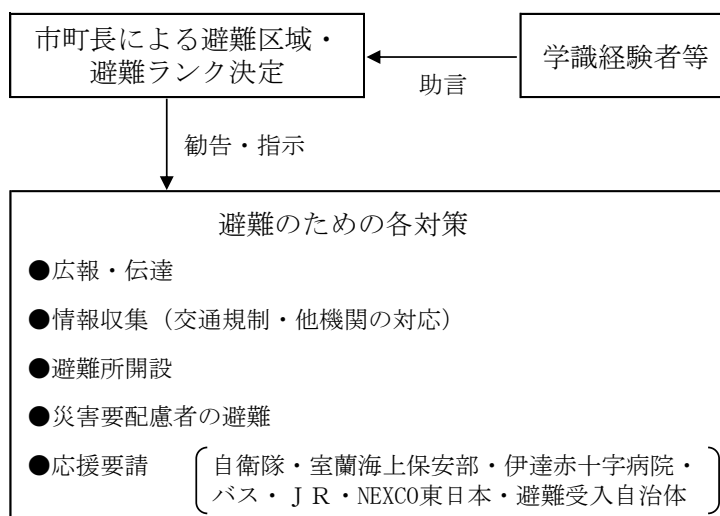 市町長による避難区域・
避難ランク決定
学識経験者等
助言
勧告・指示
避難のための各対策
●広報・伝達
●情報収集（交通規制・他機関の対応）
●避難所開設
●災害要配慮者の避難
●応援要請
自衛隊・室蘭海上保安部・伊達赤十字病院・
バス・ＪＲ・NEXCO東日本・避難受入自治体